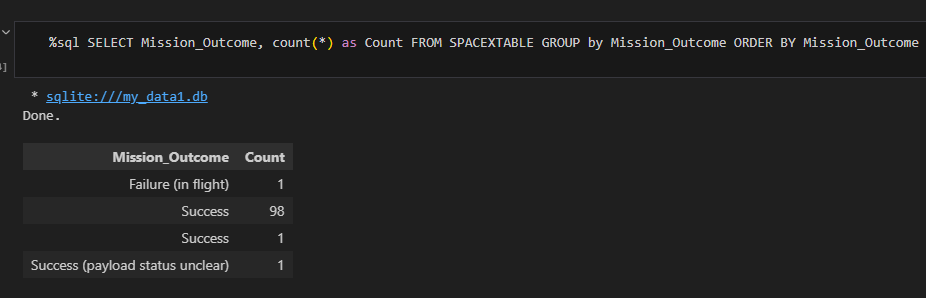 %sql SELECT Mission_Outcome, count(*) as Count FROM SPACEXTABLE GROUP by Mission_Outcome ORDER BY Mission_Outcome
]
* sqlite:///my_data1.db
Done.
Mission_Outcome Count
Failure (in flight) 1
Success 98
Success 1
Success (payload status unclear) 1